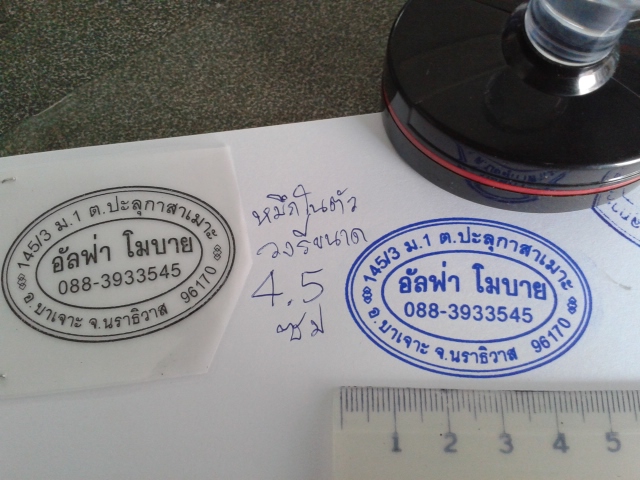 145/3 ม.1 ต.ปะลุกาสาเมาะ
อัลฟา โมบาย
088-3933545
อ.บาเจาะ จ.นราธิวาส 96170
หมึกในตัว
วงรีขนาด
4.5
ซม
145/3 ม.1 ต.ปะลุกาสาเมาะ
อัลฟา โมบาย
088-3933545
อ.บาเจาะ จ.นราธิวาส 96170
1 2 3 4 5